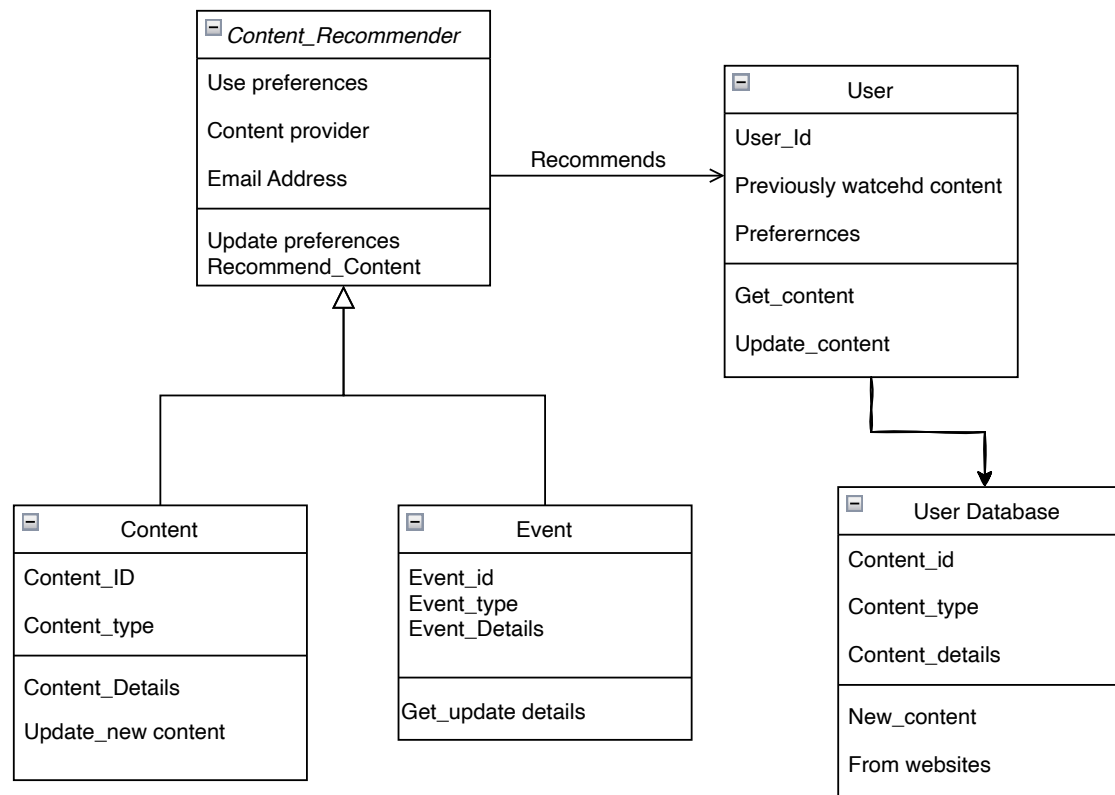 Content_Recommender
Use preferences
Content provider
Email Address
Update preferences
Recommend_Content
Recommends
User
User_Id
Previously watcehd content
Preferernces
Get_content
Update_content
Content
Content_ID
Content_type
Content_Details
Update_new content
Event
Event_id
Event_type
Event_Details
Get_update details
User Database
Content_id
Content_type
Content_details
New_content
From websites